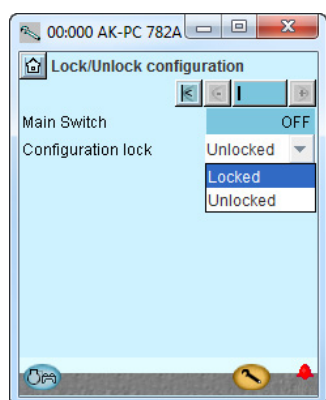 00:000 AK-PC 782A
Lock/Unlock configuration
Main Switch OFF
Configuration lock Unlocked
Locked
Unlocked